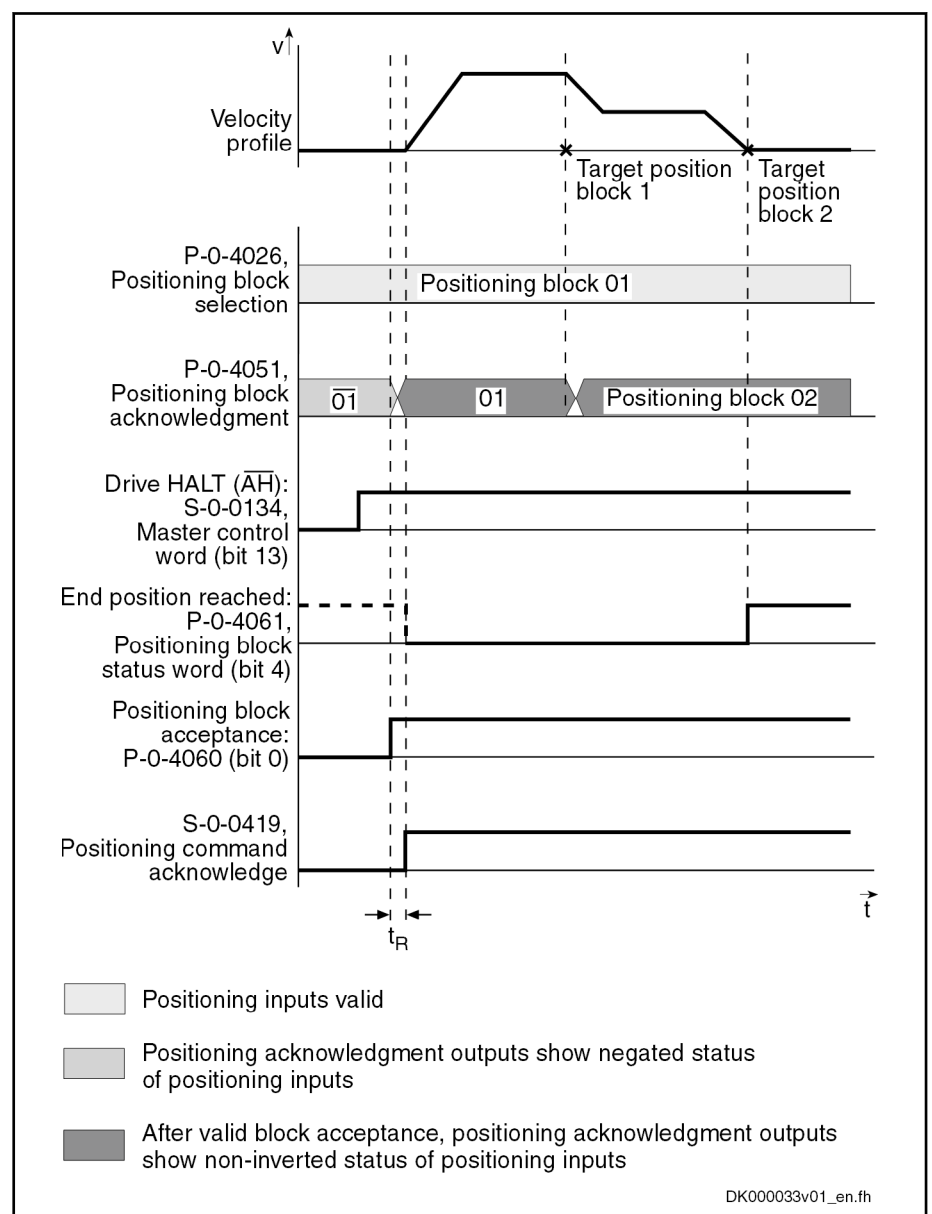 v
Velocity
profile
Target position
block 1
Target
position
block 2
P-0-4026,
Positioning block
selection
Positioning block 01
P-0-4051,
Positioning block
acknowledgment
0̅1̅
01
Positioning block 02
Drive HALT (A̅H̅):
S-0-0134,
Master control
word (bit 13)
End position reached:
P-0-4061,
Positioning block
status word (bit 4)
Positioning block
acceptance:
P-0-4060 (bit 0)
S-0-0419,
Positioning command
acknowledge
t
tR
Positioning inputs valid
Positioning acknowledgment outputs show negated status
of positioning inputs
After valid block acceptance, positioning acknowledgment outputs
show non-inverted status of positioning inputs
DK000033v01_en.fh